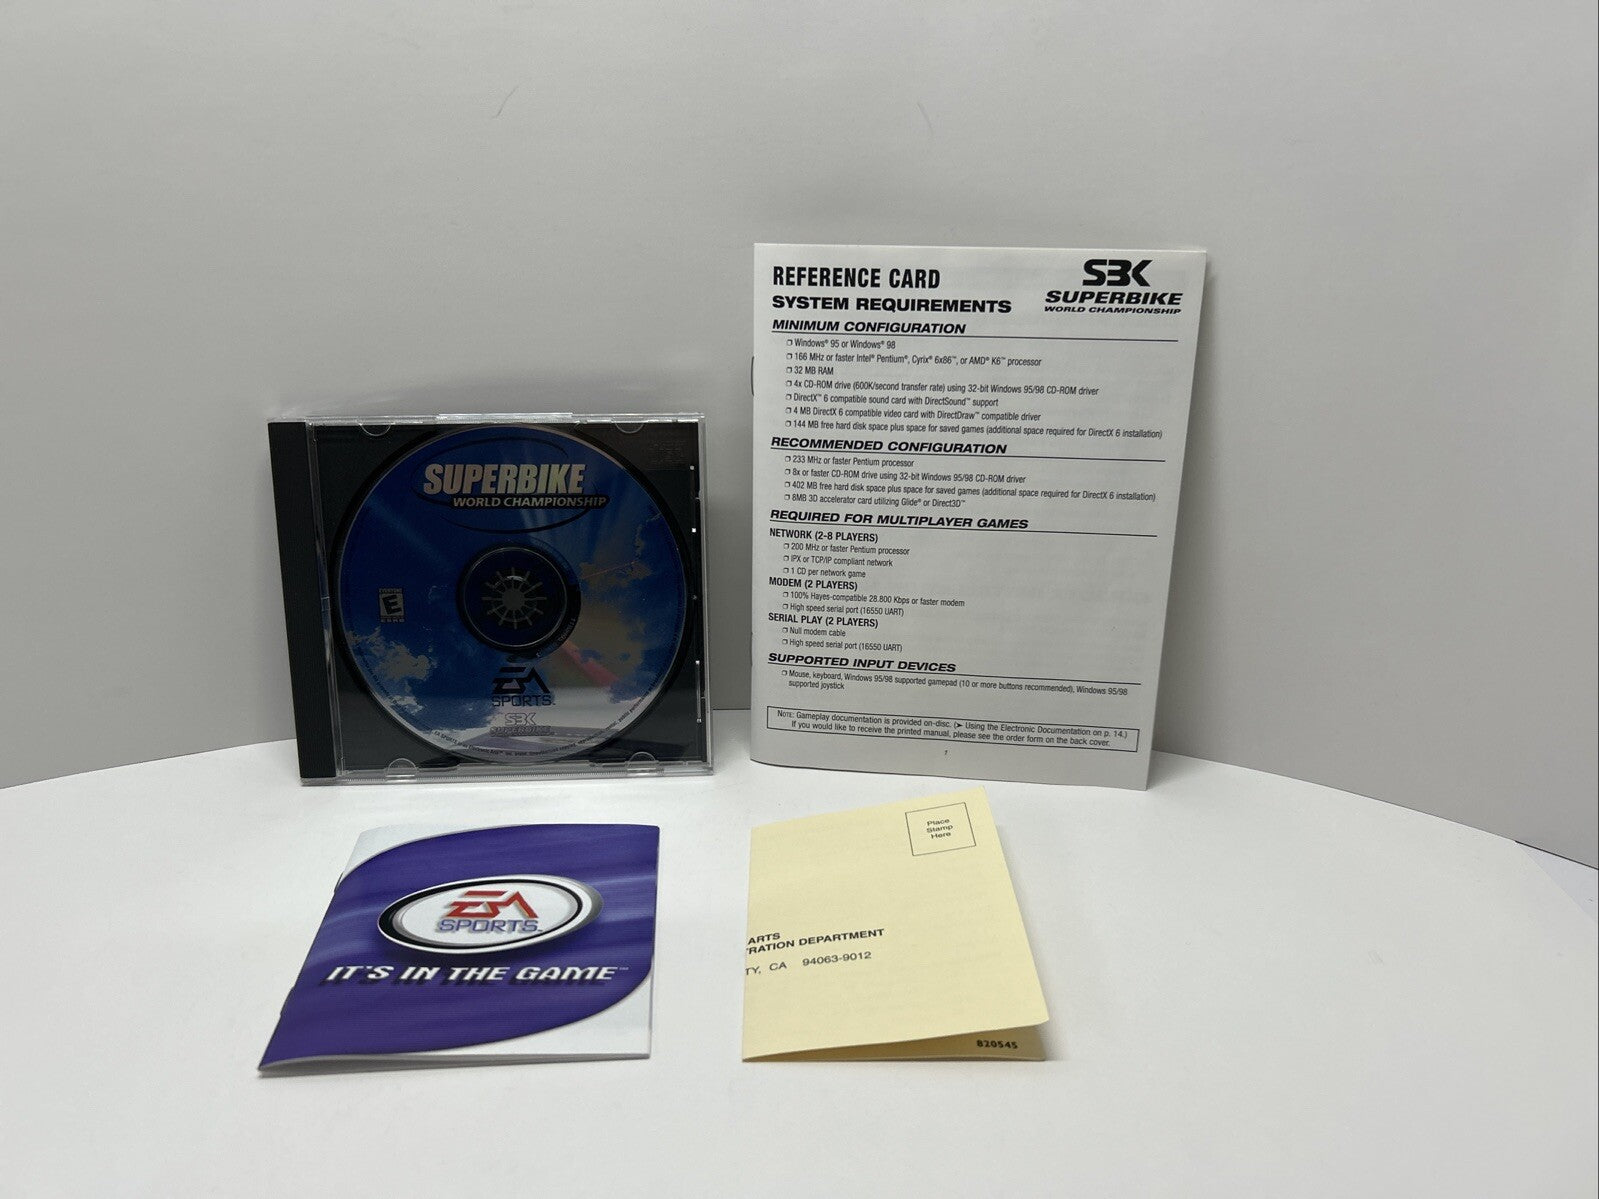 SUPERBIKE
WORLD CHAMPIONSHIP
EVERYONE
E
ESRB
EA
SPORTS™
SBK
SUPERBIKE
REFERENCE CARD
SBK
SUPERBIKE
WORLD CHAMPIONSHIP
SYSTEM REQUIREMENTS
MINIMUM CONFIGURATION
❒ Windows® 95 or Windows® 98
❒ 166 MHz or faster Intel® Pentium®, Cyrix® 6x86™, or AMD® K6™ processor
❒ 32 MB RAM
❒ 4x CD-ROM drive (600K/second transfer rate) using 32-bit Windows 95/98 CD-ROM driver
❒ DirectX™ 6 compatible sound card with DirectSound™ support
❒ 4 MB DirectX 6 compatible video card with DirectDraw™ compatible driver
❒ 144 MB free hard disk space plus space for saved games (additional space required for DirectX 6 installation)
RECOMMENDED CONFIGURATION
❒ 233 MHz or faster Pentium processor
❒ 8x or faster CD-ROM drive using 32-bit Windows 95/98 CD-ROM driver
❒ 402 MB free hard disk space plus space for saved games (additional space required for DirectX 6 installation)
❒ 8MB 3D accelerator card utilizing Glide® or Direct3D™
REQUIRED FOR MULTIPLAYER GAMES
NETWORK (2-8 PLAYERS)
❒ 200 MHz or faster Pentium processor
❒ IPX or TCP/IP compliant network
❒ 1 CD per network game
MODEM (2 PLAYERS)
❒ 100% Hayes-compatible 28.800 Kbps or faster modem
❒ High speed serial port (16550 UART)
SERIAL PLAY (2 PLAYERS)
❒ Null modem cable
❒ High speed serial port (16550 UART)
SUPPORTED INPUT DEVICES
❒ Mouse, keyboard, Windows 95/98 supported gamepad (10 or more buttons recommended), Windows 95/98
supported joystick
NOTE: Gameplay documentation is provided on-disc. (➤ Using the Electronic Documentation on p. 14.)
If you would like to receive the printed manual, please see the order form on the back cover.
1
EA
SPORTS™
IT'S IN THE GAME™
Place
Stamp
Here
ARTS
TRATION DEPARTMENT
TY, CA 94063-9012
820545